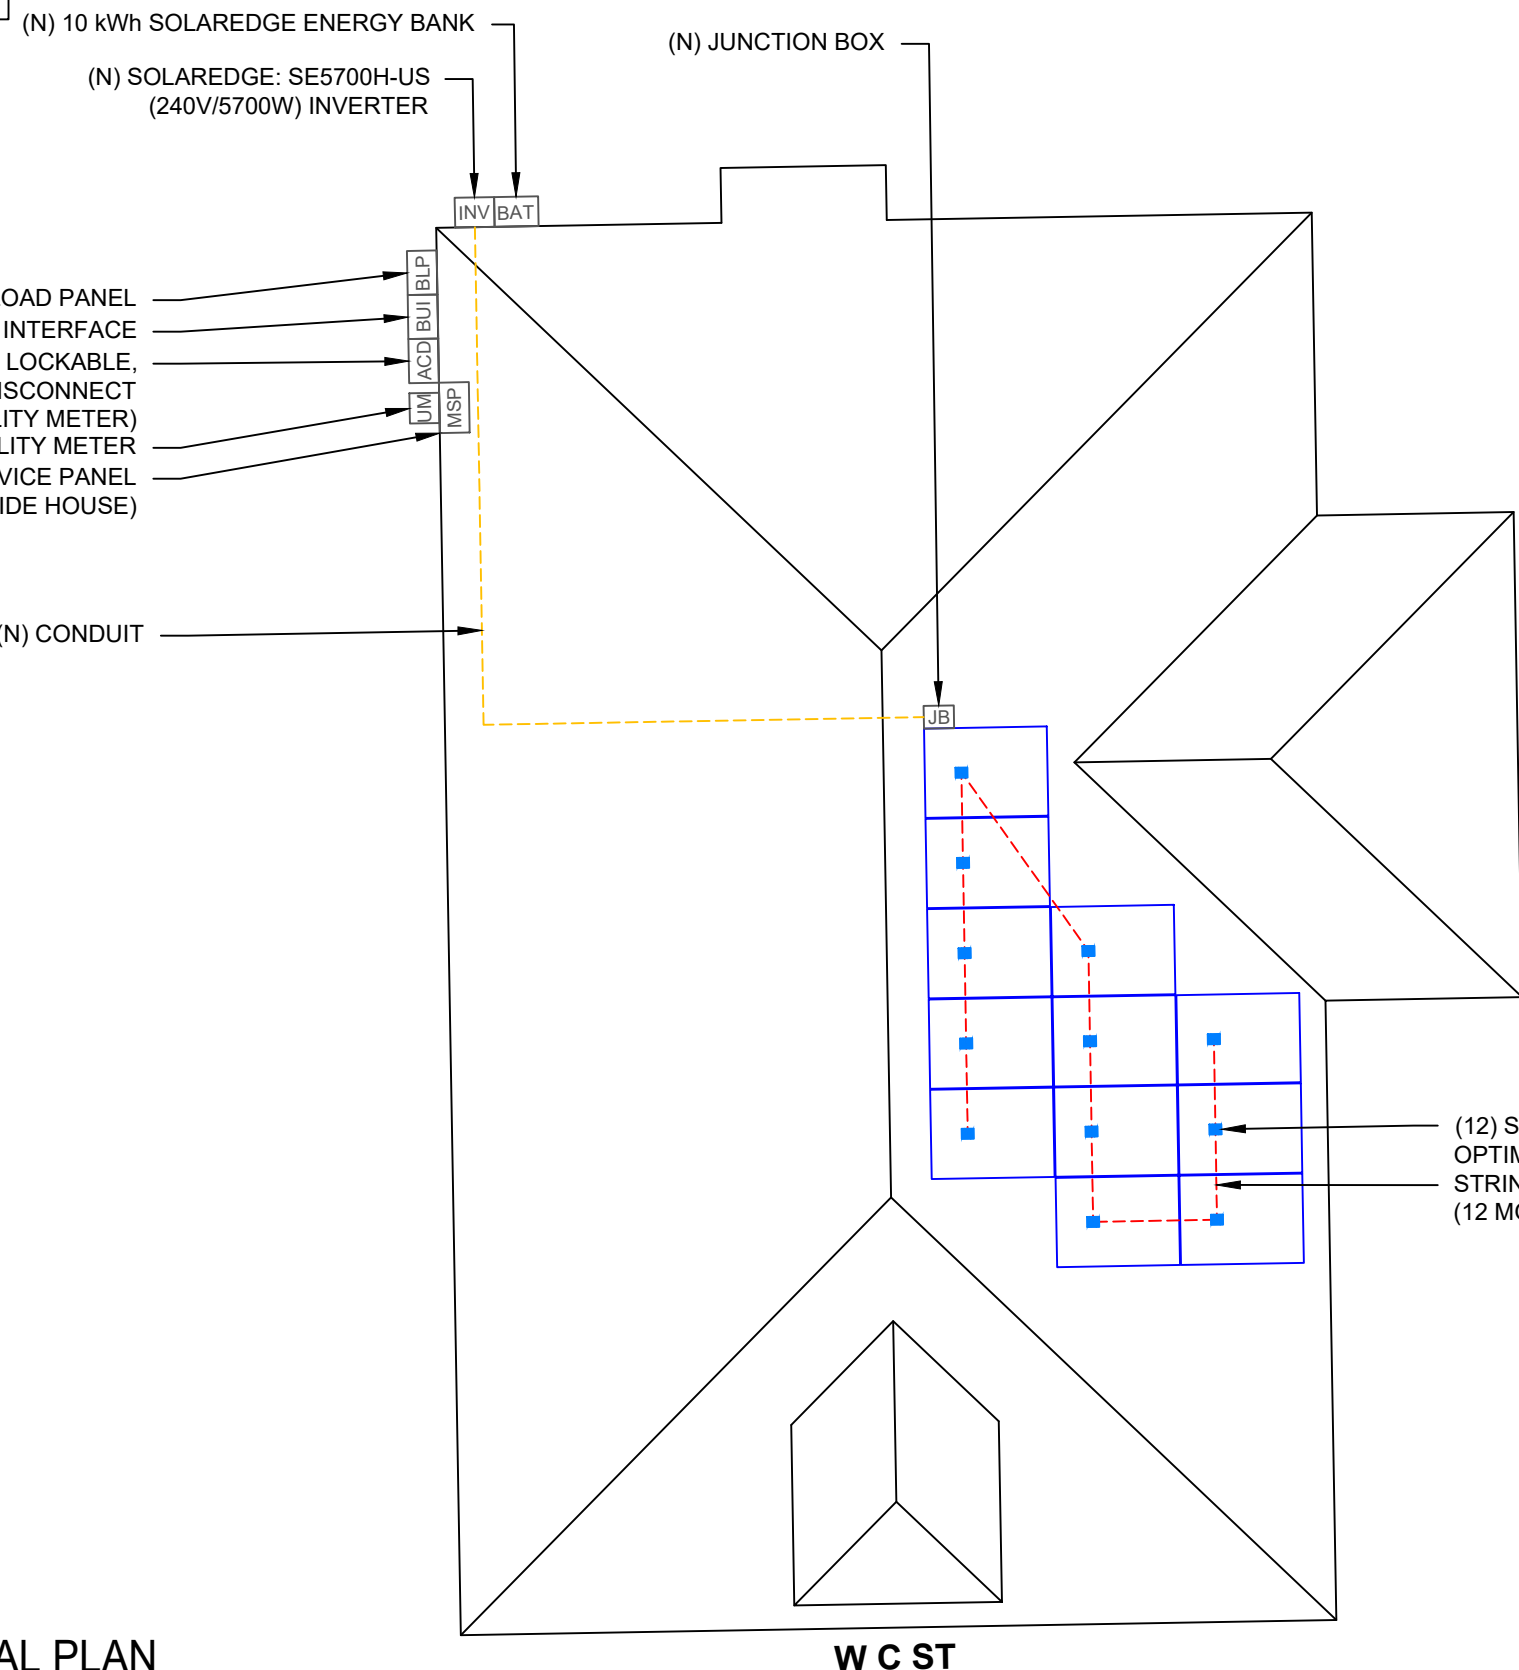 (N) 10 kWh SOLAREDGE ENERGY BANK
(N) JUNCTION BOX
(N) SOLAREDGE: SE5700H-US
(240V/5700W) INVERTER
INV BAT
BLP
BUI
ACD
UM
MSP
OAD PANEL
INTERFACE
LOCKABLE,
ISCONNECT
LITY METER)
LITY METER
VICE PANEL
IDE HOUSE)
(N) CONDUIT
JB
(12) S
OPTIM
STRIN
(12 MO
AL PLAN
W C ST